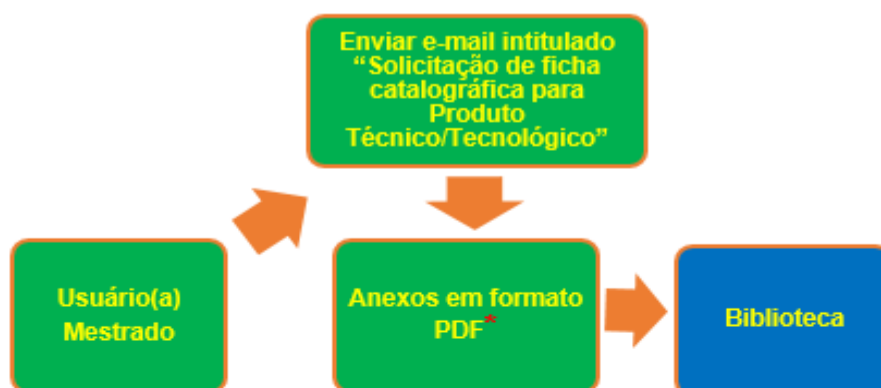 Enviar e-mail intitulado
“Solicitação de ficha
catalográfica para
Produto
Técnico/Tecnológico”
Usuário(a)
Mestrado
Anexos em formato
PDF*
Biblioteca